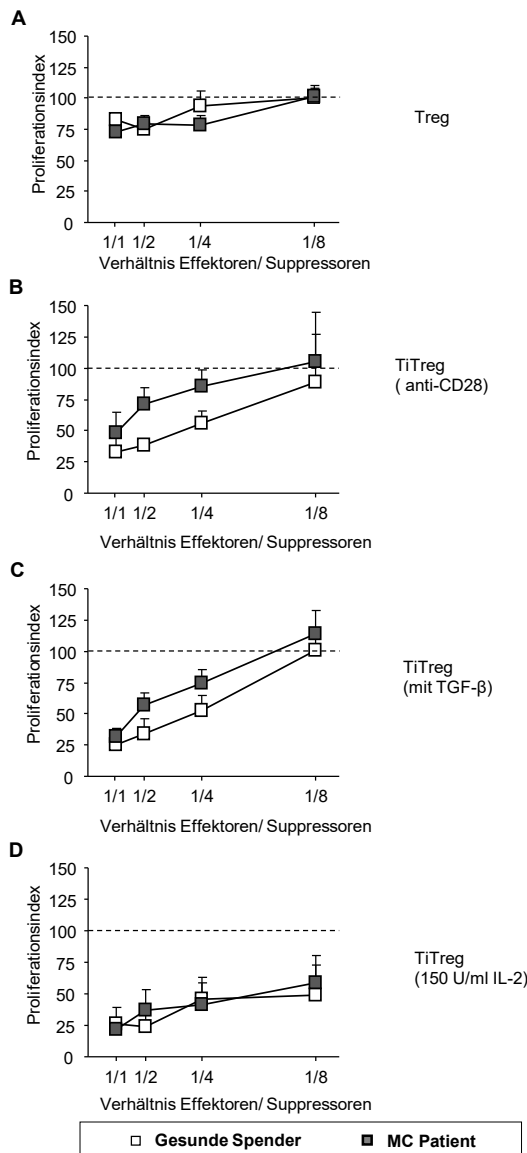 A
150
125
100
75
50
25
0
Proliferationsindex
1/1 1/2 1/4 1/8
Verhältnis Effektoren/ Suppressoren
Treg
B
150
125
100
75
50
25
0
Proliferationsindex
1/1 1/2 1/4 1/8
Verhältnis Effektoren/ Suppressoren
TiTreg
( anti-CD28)
C
150
125
100
75
50
25
0
Proliferationsindex
1/1 1/2 1/4 1/8
Verhältnis Effektoren/ Suppressoren
TiTreg
(mit TGF-β)
D
150
125
100
75
50
25
0
Proliferationsindex
1/1 1/2 1/4 1/8
Verhältnis Effektoren/ Suppressoren
TiTreg
(150 U/ml IL-2)
Gesunde Spender MC Patient